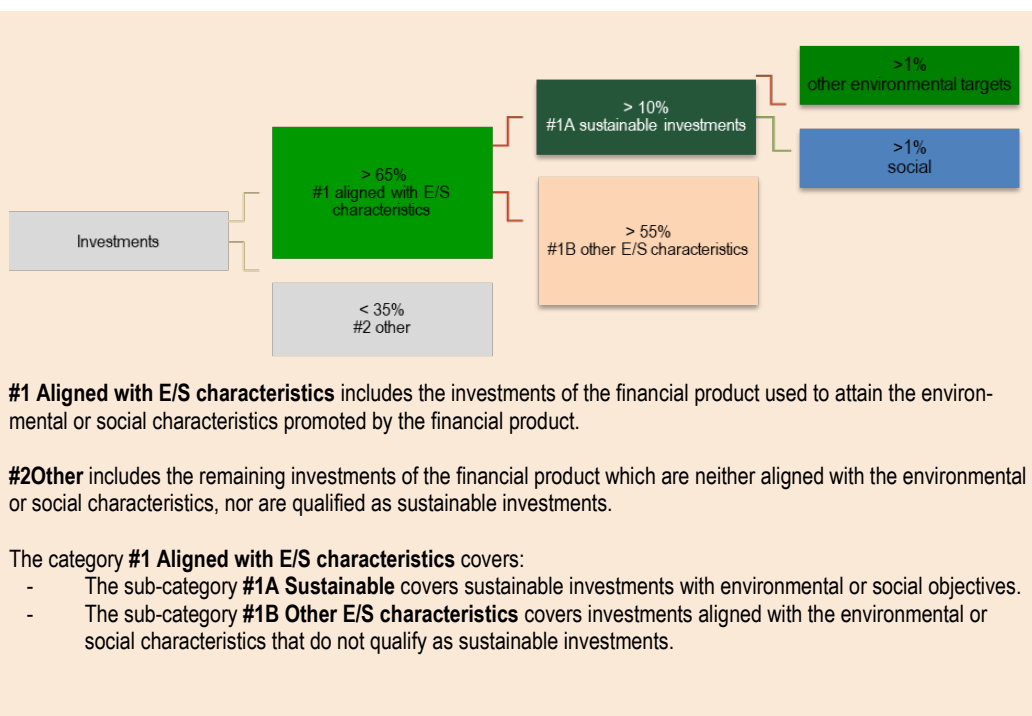 >1%
other environmental targets
> 10%
#1A sustainable investments
>1%
social
> 65%
#1 aligned with E/S
characteristics
> 55%
#1B other E/S characteristics
Investments
< 35%
#2 other
#1 Aligned with E/S characteristics includes the investments of the financial product used to attain the environ-
mental or social characteristics promoted by the financial product.
#2Other includes the remaining investments of the financial product which are neither aligned with the environmental
or social characteristics, nor are qualified as sustainable investments.
The category #1 Aligned with E/S characteristics covers:
- The sub-category #1A Sustainable covers sustainable investments with environmental or social objectives.
- The sub-category #1B Other E/S characteristics covers investments aligned with the environmental or
social characteristics that do not qualify as sustainable investments.